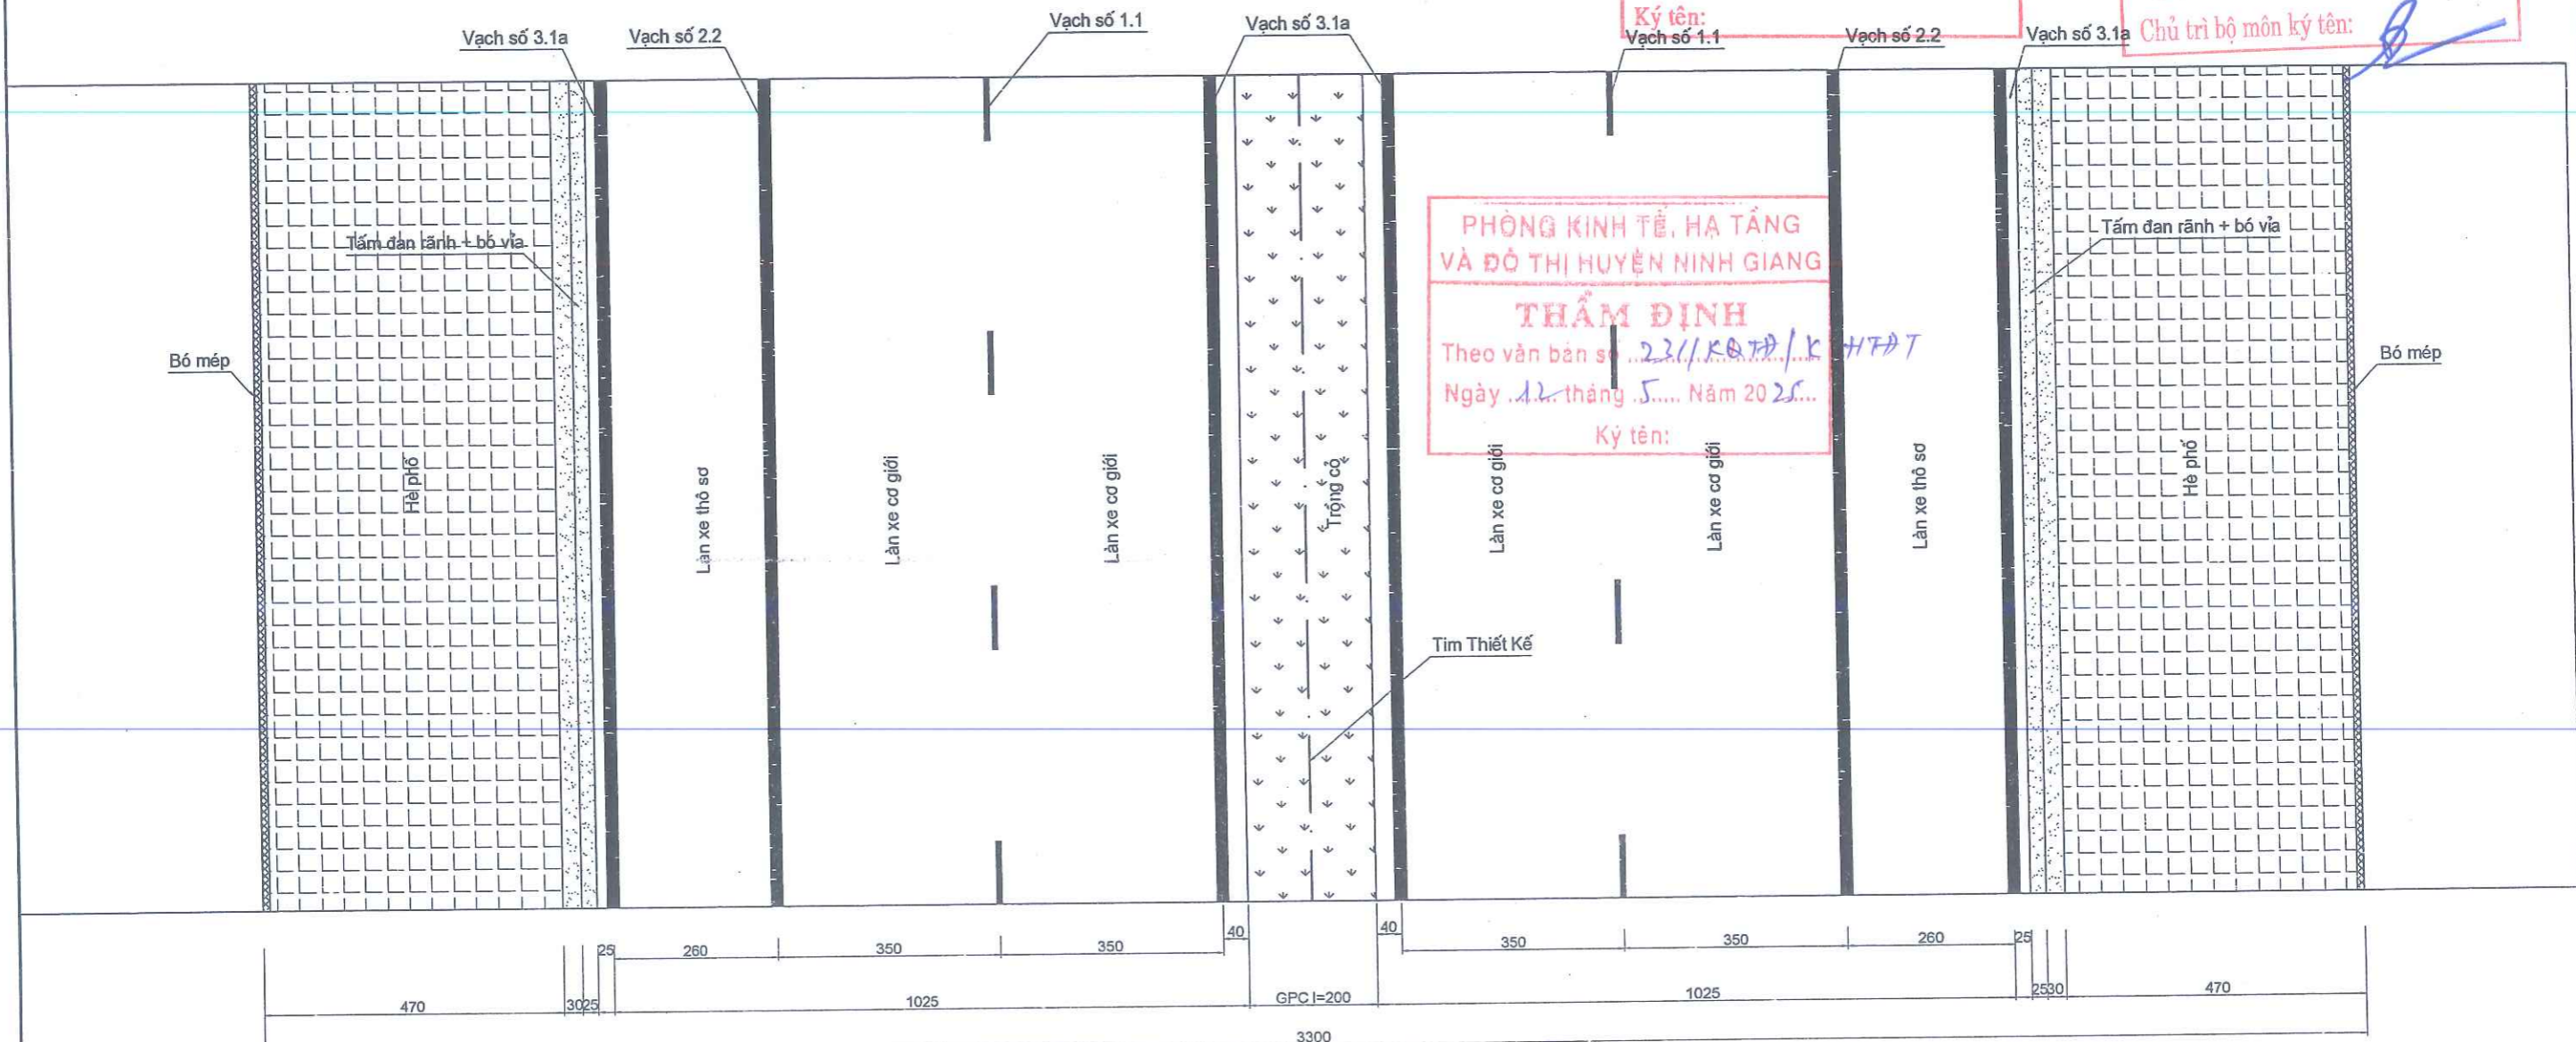 Ký tên:
Chủ trì bộ môn ký tên:
Vạch số 3.1a
Vạch số 2.2
Vạch số 1.1
Vạch số 3.1a
Vạch số 1.1
Vạch số 2.2
Vạch số 3.1a
PHÒNG KINH TẾ, HẠ TẦNG
VÀ ĐÔ THỊ HUYỆN NINH GIANG
THẨM ĐỊNH
Theo văn bản số 231/KQTĐ/K HTĐT
Ngày 12 tháng 5 Năm 2025
Ký tên:
Tấm đan rãnh + bó vỉa
Tấm đan rãnh + bó vỉa
Bó mép
Bó mép
Hè phố
Làn xe thô sơ
Làn xe cơ giới
Làn xe cơ giới
Trồng cỏ
Làn xe cơ giới
Làn xe cơ giới
Làn xe thô sơ
Hè phố
Tim Thiết Kế
25 260 350 350 40 40 350 350 260 25
470 30 25 1025 GPC l=200 1025 25 30 470
3300